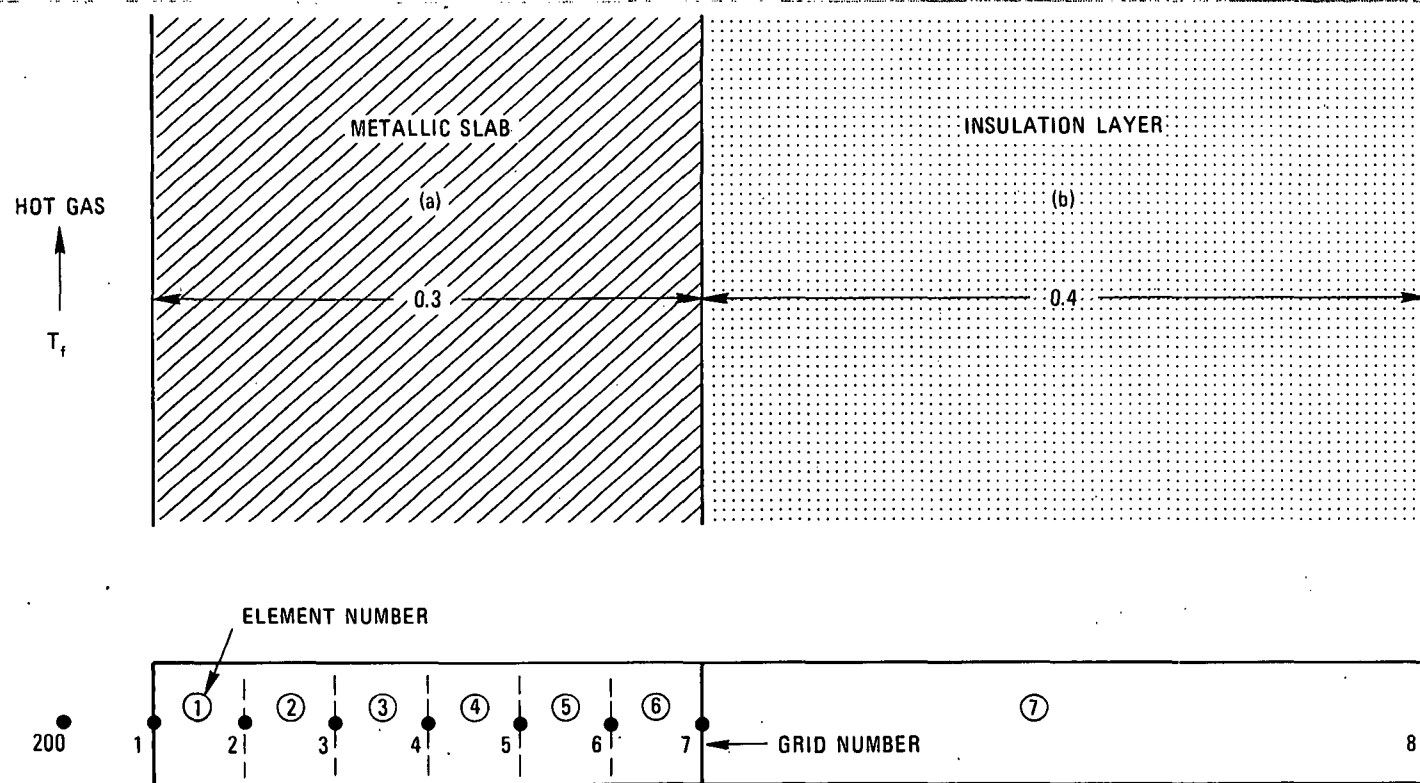 METALLIC SLAB
INSULATION LAYER
(a)
(b)
HOT GAS
0.3
0.4
T_f
ELEMENT NUMBER
① ② ③ ④ ⑤ ⑥ ⑦
200 1 2 3 4 5 6 7 GRID NUMBER 8